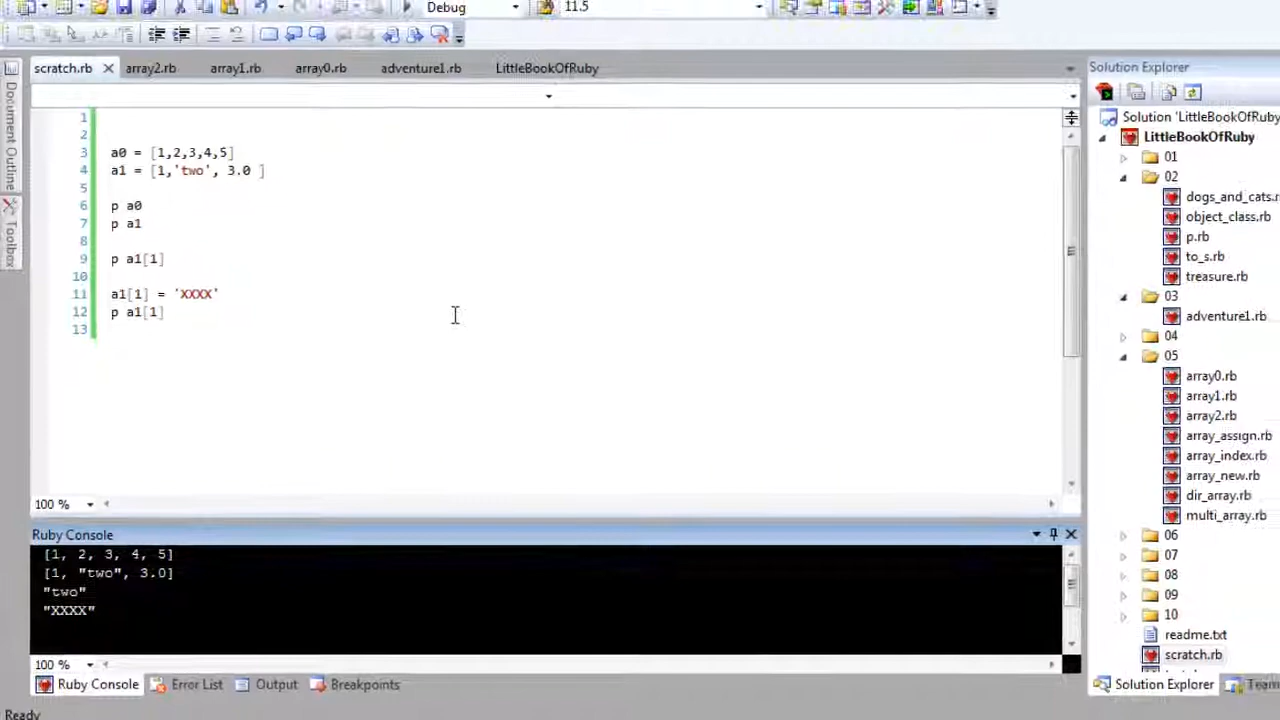 Debug
11.5
scratch.rb
array2.rb
array1.rb
array0.rb
adventure1.rb
LittleBookOfRuby
Document Outline
Toolbox
1
2
3 a0 = [1,2,3,4,5]
4 a1 = [1,'two', 3.0 ]
5
6 p a0
7 p a1
8
9 p a1[1]
10
11 a1[1] = 'XXXX'
12 p a1[1]
13
100 %
Ruby Console
[1, 2, 3, 4, 5]
[1, "two", 3.0]
"two"
"XXXX"
100 %
Ruby Console
Error List
Output
Breakpoints
Ready
Solution Explorer
Solution 'LittleBookOfRuby
LittleBookOfRuby
01
02
dogs_and_cats.r
object_class.rb
p.rb
to_s.rb
treasure.rb
03
adventure1.rb
04
05
array0.rb
array1.rb
array2.rb
array_assign.rb
array_index.rb
array_new.rb
dir_array.rb
multi_array.rb
06
07
08
09
10
readme.txt
scratch.rb
Solution Explorer
Team